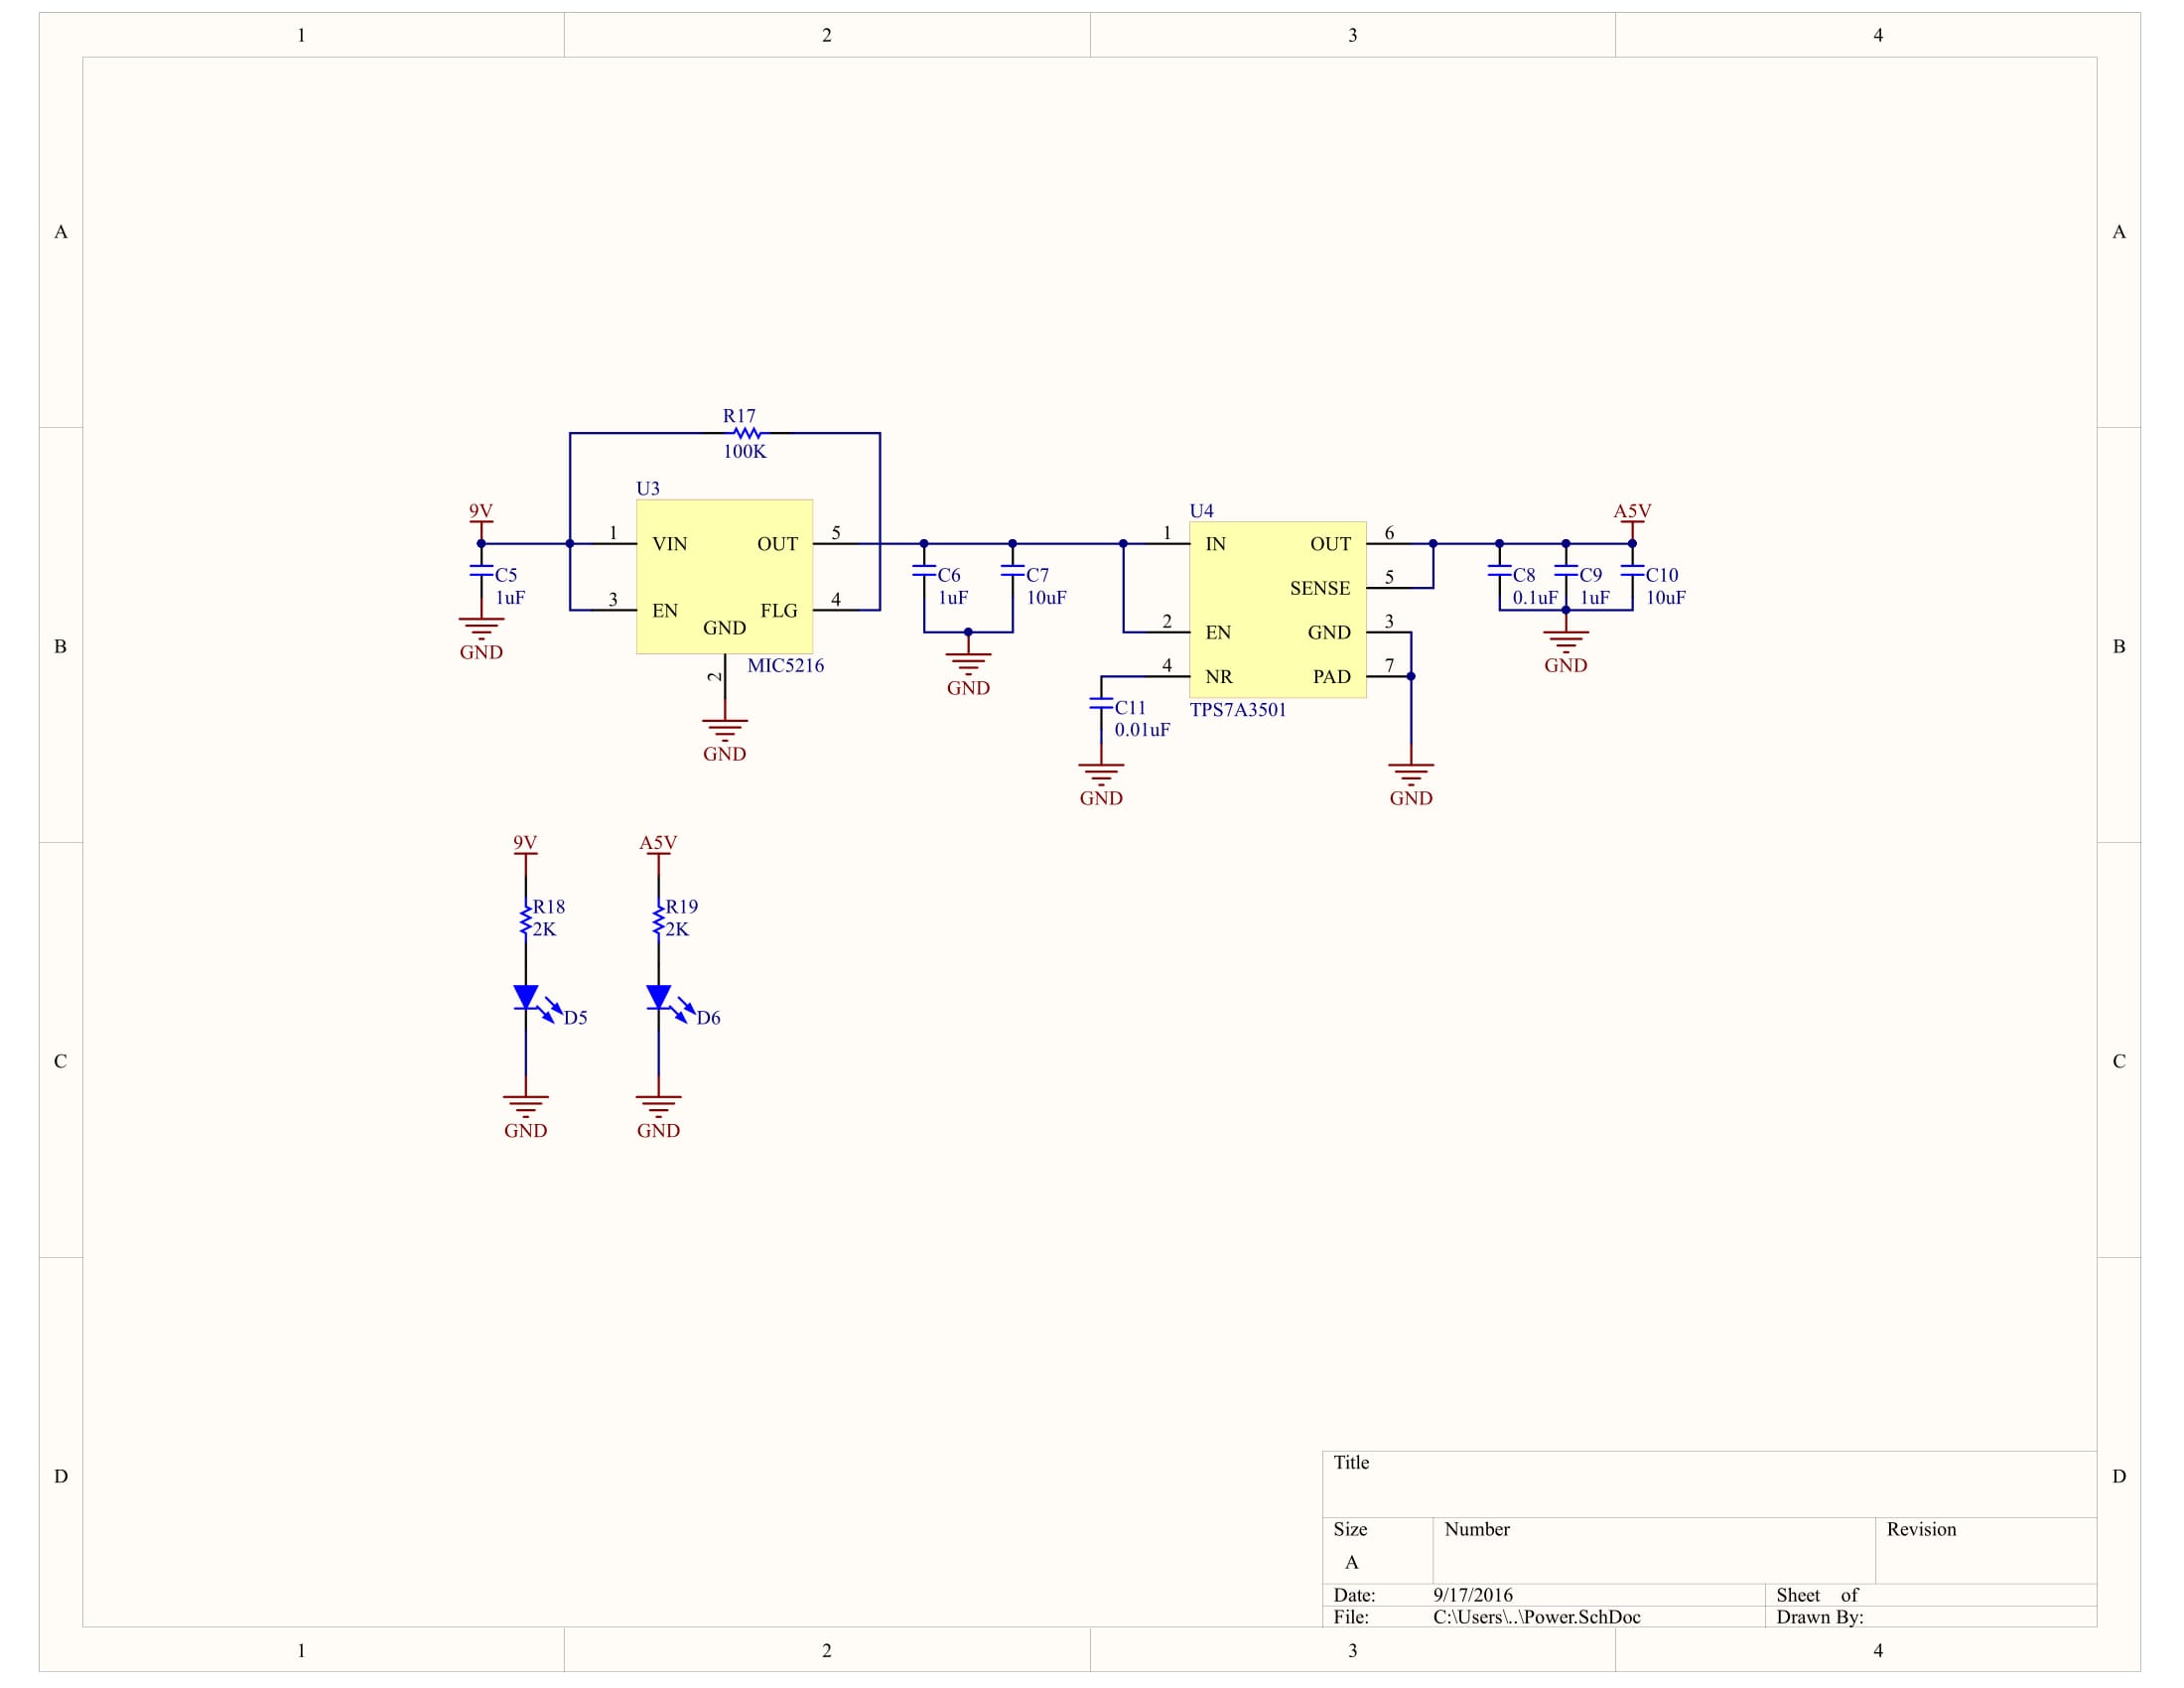 1 2 3 4
A A
R17
100K
U3
9V
1 VIN OUT 5
C5
1uF
3 EN FLG 4
GND
GND
2
MIC5216
GND
C6
1uF
C7
10uF
GND
U4
1 IN OUT 6
SENSE 5
2 EN GND 3
4 NR PAD 7
TPS7A3501
C11
0.01uF
GND
GND
A5V
C8
0.1uF
C9
1uF
C10
10uF
GND
B B
9V
R18
2K
D5
GND
A5V
R19
2K
D6
GND
C C
D D
Title
Size Number Revision
A
Date: 9/17/2016 Sheet of
File: C:\Users\..\Power.SchDoc Drawn By:
1 2 3 4